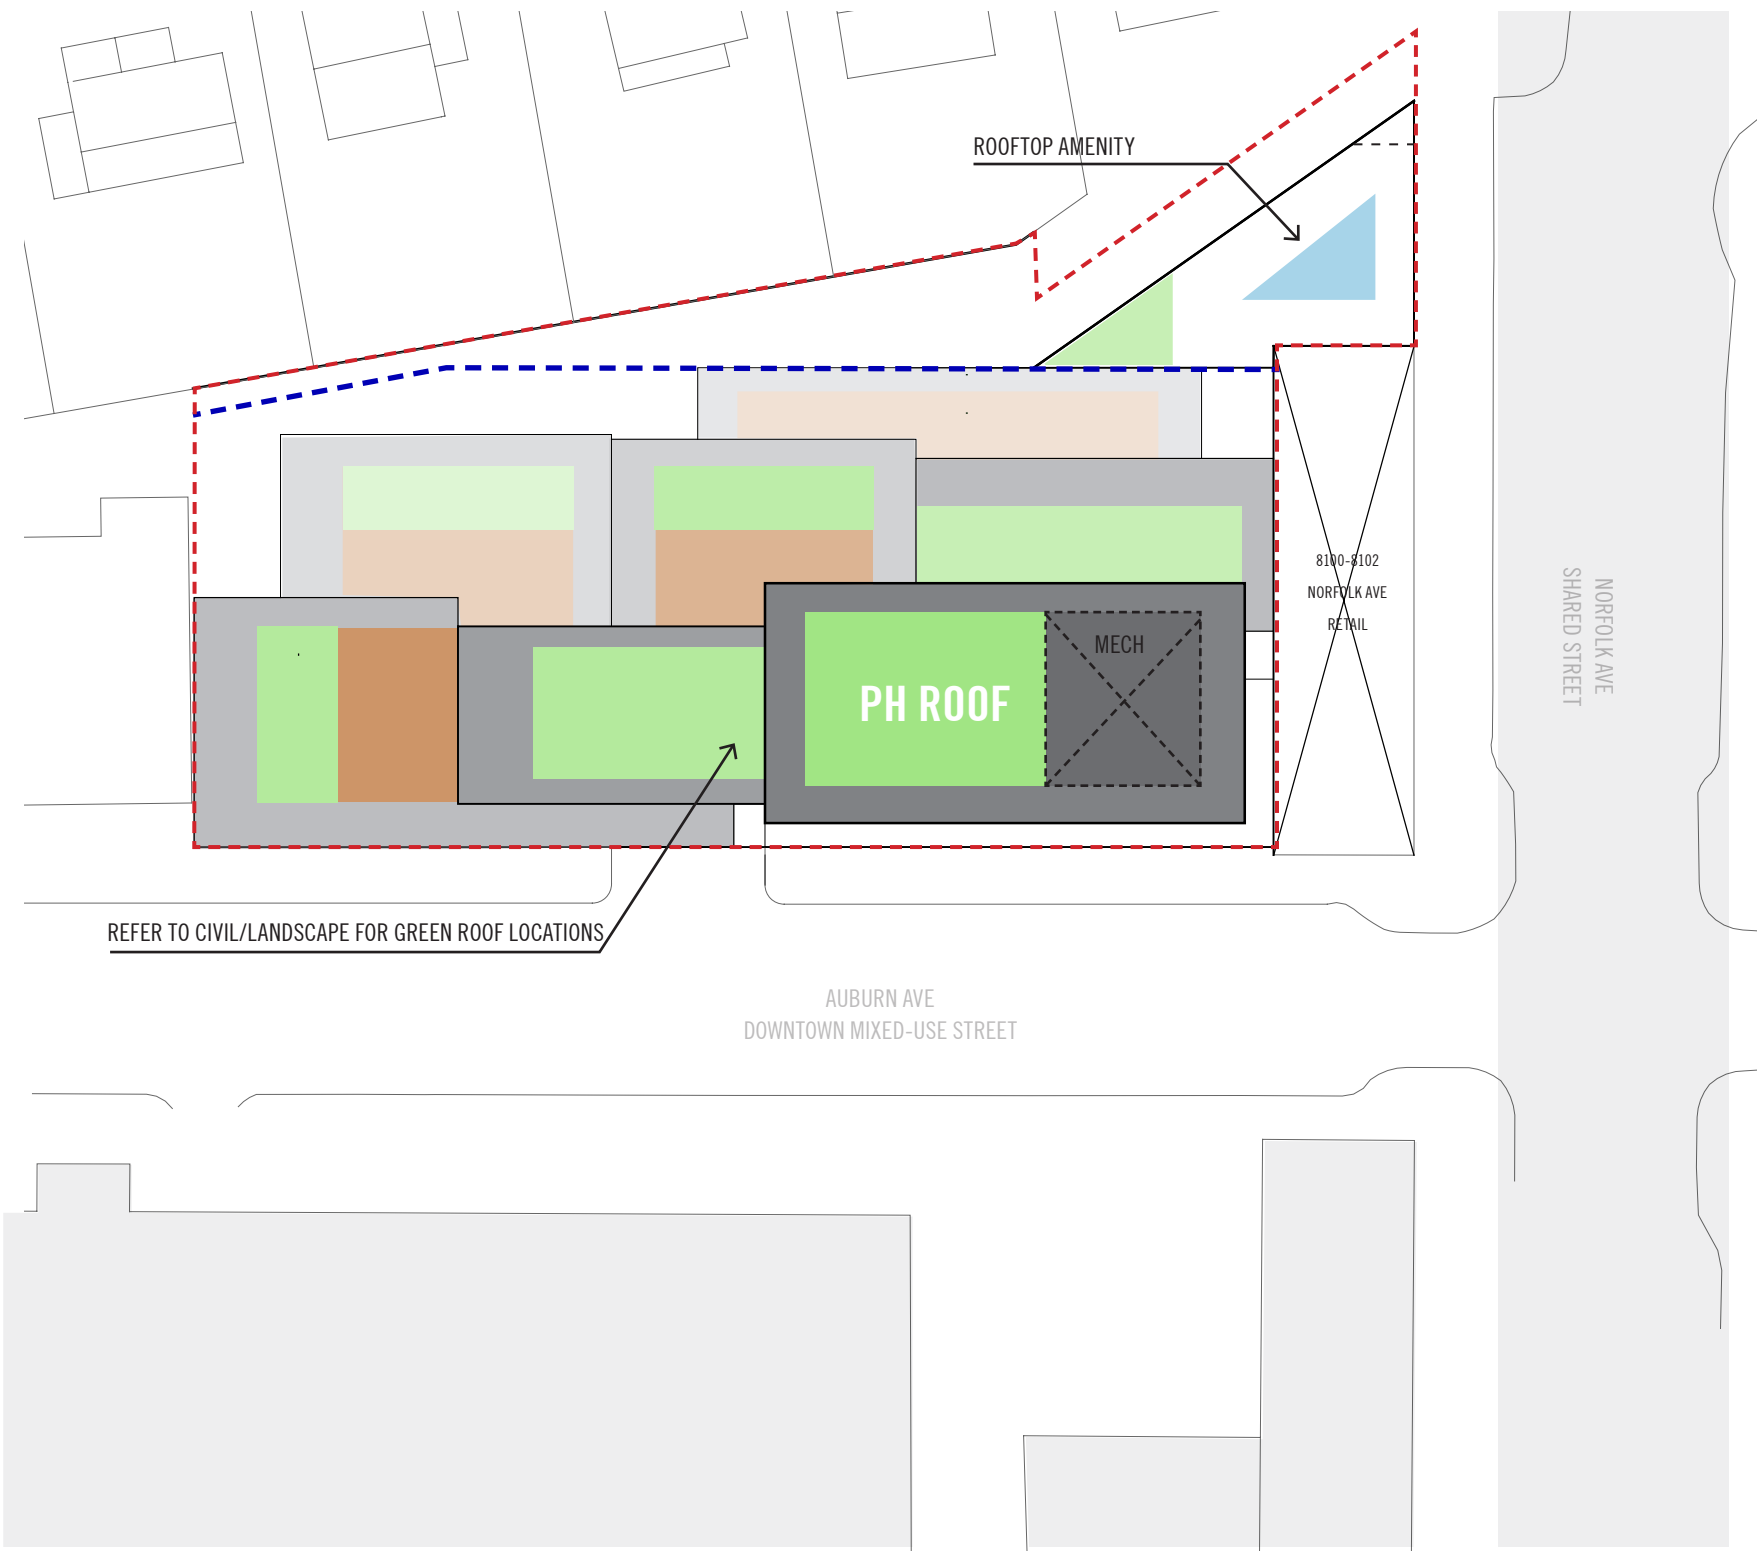 ROOFTOP AMENITY
8100-8102
NORFOLK AVE
RETAIL
NORFOLK AVE
SHARED STREET
MECH
PH ROOF
REFER TO CIVIL/LANDSCAPE FOR GREEN ROOF LOCATIONS
AUBURN AVE
DOWNTOWN MIXED-USE STREET